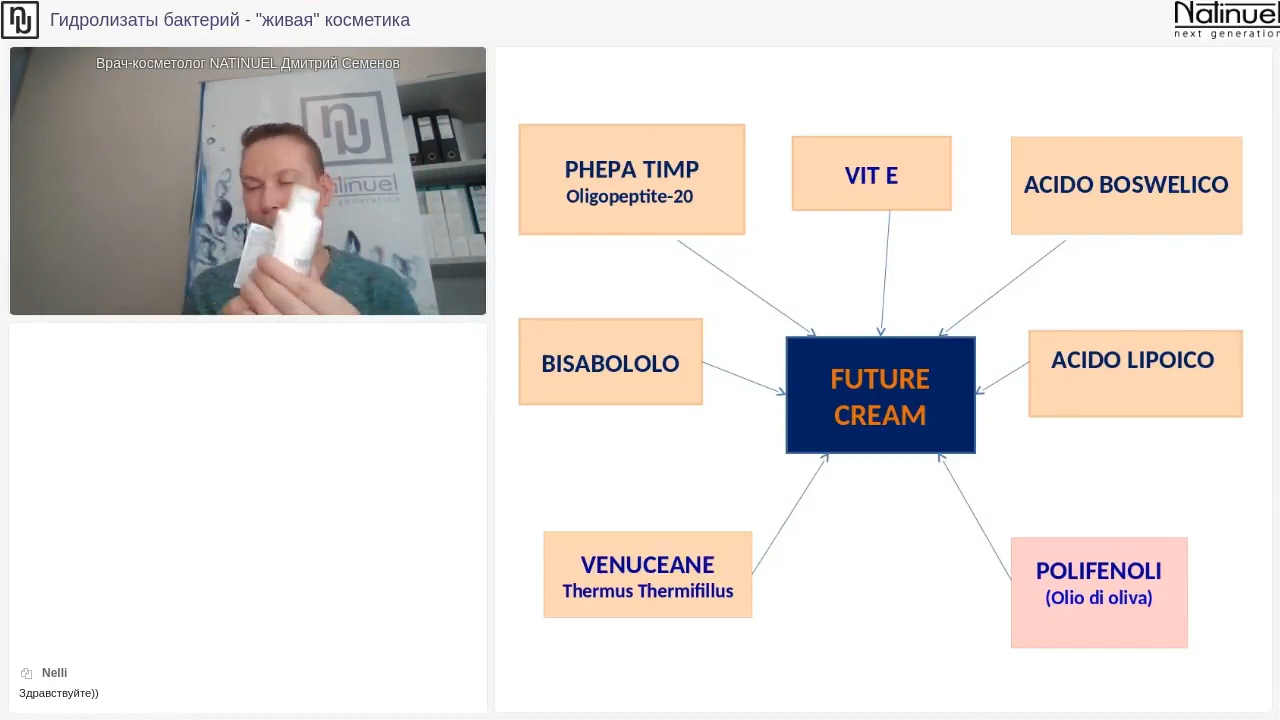 Гидролизаты бактерий - "живая" косметика
Natinuel
next generation
Врач-косметолог NATINUEL Дмитрий Семенов
PHEPA TIMP
Oligopeptite-20
VIT E
ACIDO BOSWELICO
BISABOLOLO
FUTURE
CREAM
ACIDO LIPOICO
VENUCEANE
Thermus Thermifillus
POLIFENOLI
(Olio di oliva)
Nelli
Здравствуйте))